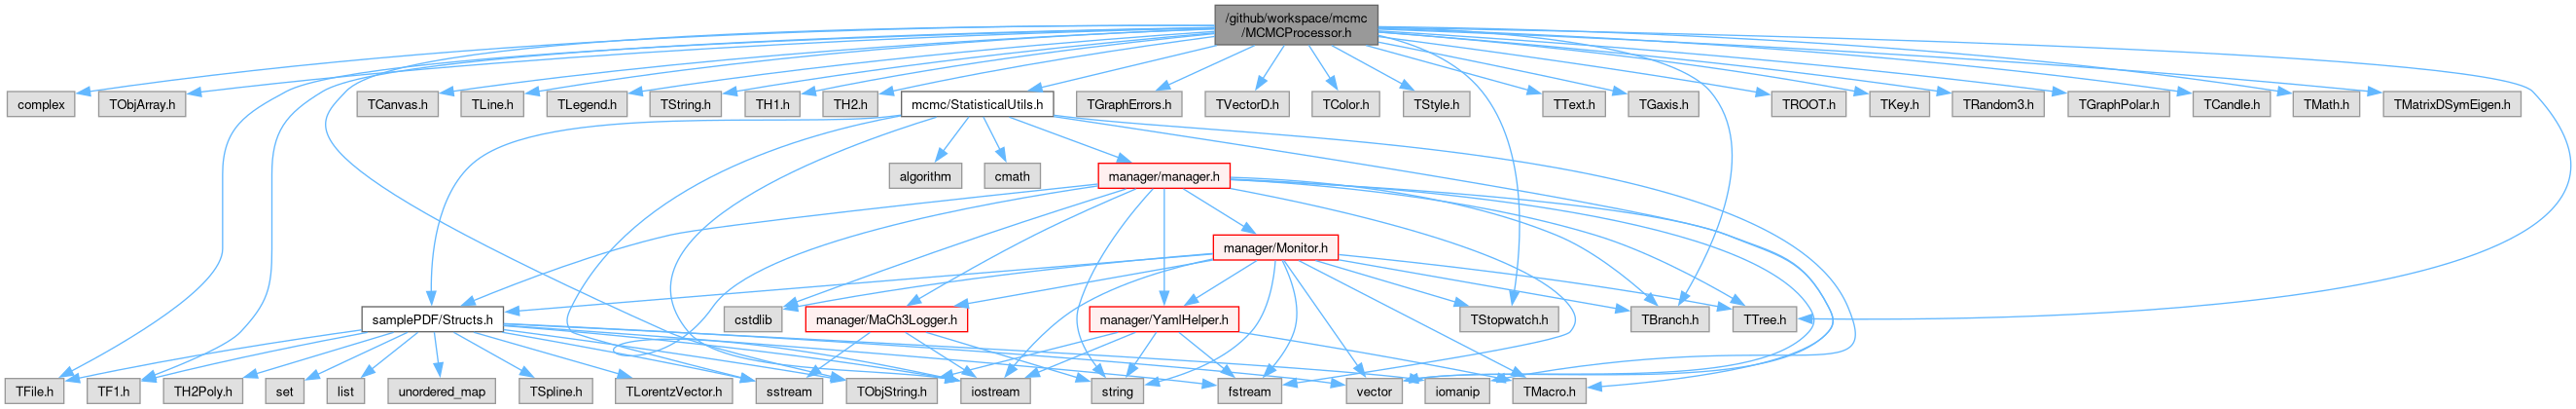 /github/workspace/mcmc
/MCMCProcessor.h
complex
TObjArray.h
TCanvas.h
TLine.h
TLegend.h
TString.h
TH1.h
TH2.h
mcmc/StatisticalUtils.h
TGraphErrors.h
TVectorD.h
TColor.h
TStyle.h
TText.h
TGaxis.h
TROOT.h
TKey.h
TRandom3.h
TGraphPolar.h
TCandle.h
TMath.h
TMatrixDSymEigen.h
algorithm
cmath
manager/manager.h
manager/Monitor.h
samplePDF/Structs.h
cstdlib
manager/MaCh3Logger.h
manager/YamlHelper.h
TStopwatch.h
TBranch.h
TTree.h
TFile.h
TF1.h
TH2Poly.h
set
list
unordered_map
TSpline.h
TLorentzVector.h
sstream
TObjString.h
iostream
string
fstream
vector
iomanip
TMacro.h